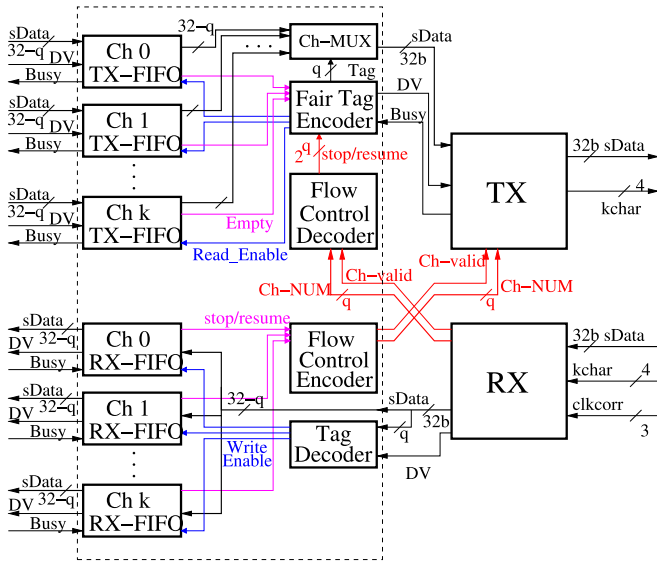 sData
32−q
DV
Busy
Ch 0
TX−FIFO
32−q
Ch−MUX
sData
32b
q
Tag
sData
32−q
DV
Busy
Ch 1
TX−FIFO
Fair Tag
Encoder
DV
Busy
2^q
stop/resume
sData
32−q
DV
Busy
Ch k
TX−FIFO
Empty
Read_Enable
Flow
Control
Decoder
TX
32b sData
4
kchar
Ch−valid
Ch−NUM
q
Ch−valid
Ch−NUM
q
sData
32−q
DV
Busy
Ch 0
RX−FIFO
stop/resume
Flow
Control
Encoder
RX
32b sData
kchar
4
clkcorr
3
sData
32−q
DV
Busy
Ch 1
RX−FIFO
32−q
sData
32b
q
Write
Enable
Tag
Decoder
DV
sData
32−q
DV
Busy
Ch k
RX−FIFO